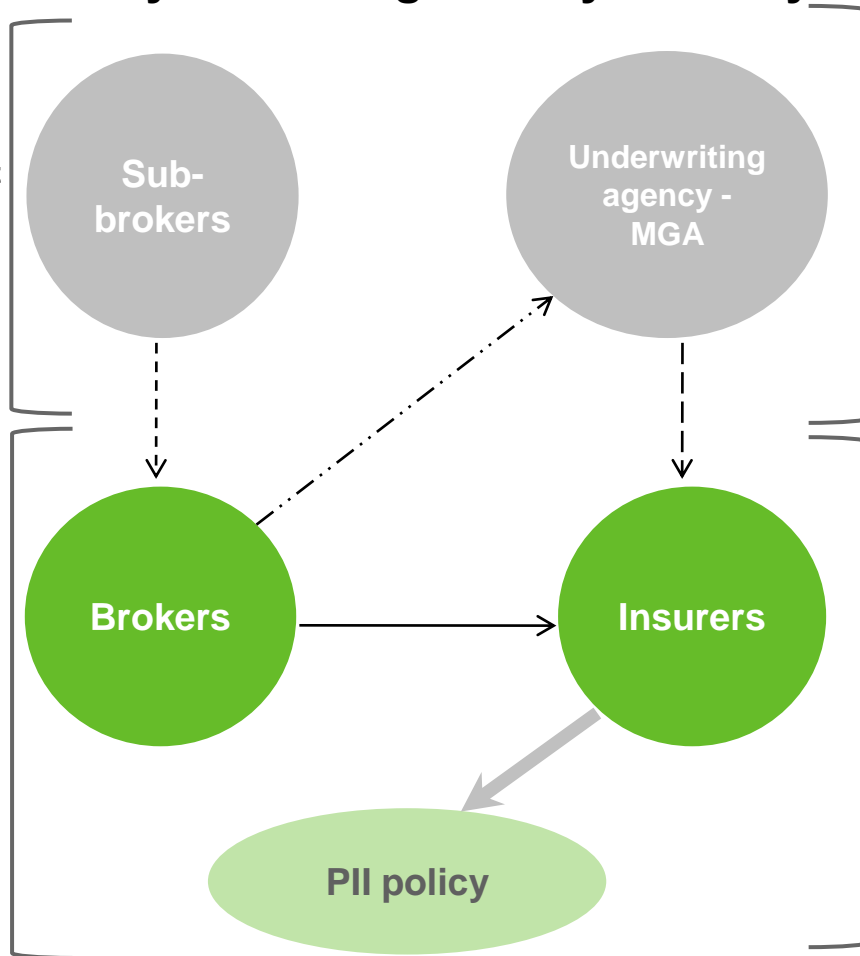 Sub-
brokers
Underwriting
agency -
MGA
Brokers
Insurers
PII policy